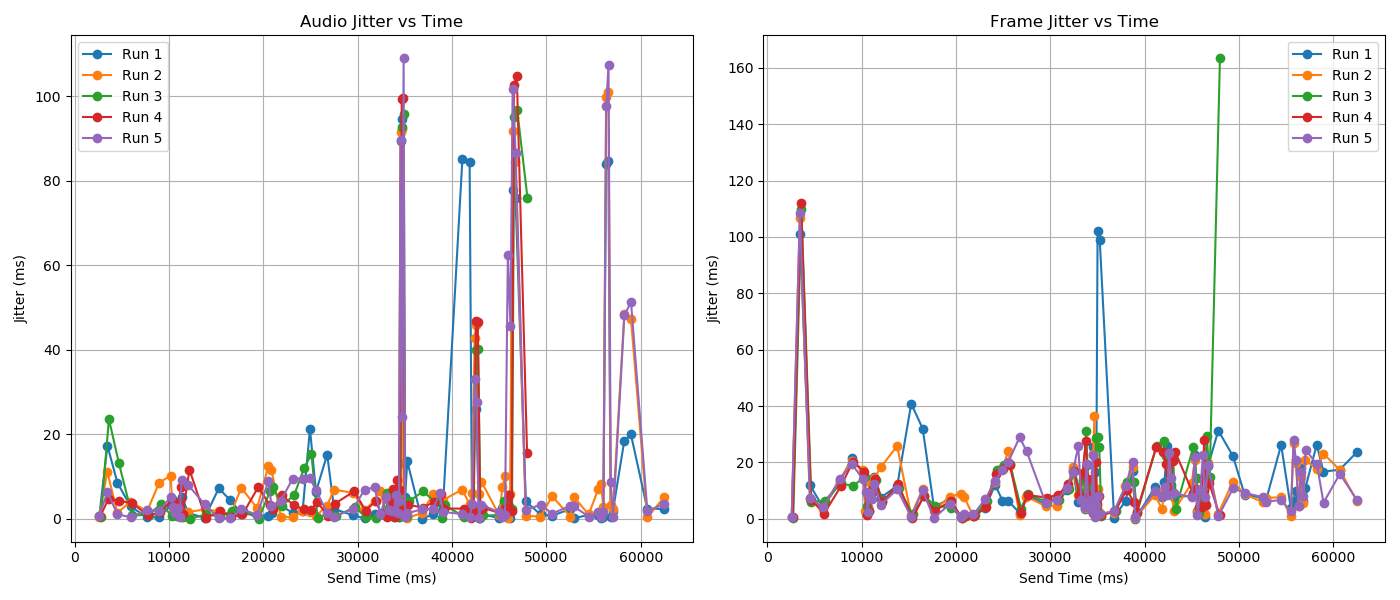 Audio Jitter vs Time
Jitter (ms)
100
80
60
40
20
0
Run 1
Run 2
Run 3
Run 4
Run 5
0
10000
20000
30000
40000
50000
60000
Send Time (ms)
Frame Jitter vs Time
Jitter (ms)
160
140
120
100
80
60
40
20
0
Run 1
Run 2
Run 3
Run 4
Run 5
0
10000
20000
30000
40000
50000
60000
Send Time (ms)